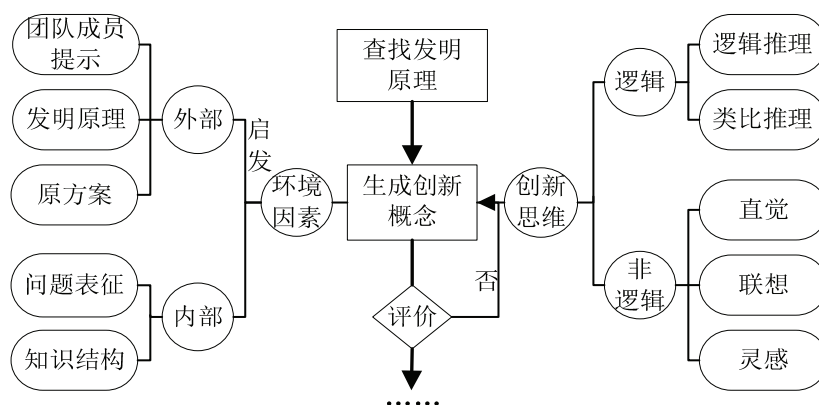 团队成员
提示
发明原理
原方案
外部
启
发
问题表征
知识结构
内部
环境
因素
查找发明
原理
生成创新
概念
评价
否
......
创新
思维
逻辑
逻辑推理
类比推理
非
逻辑
直觉
联想
灵感